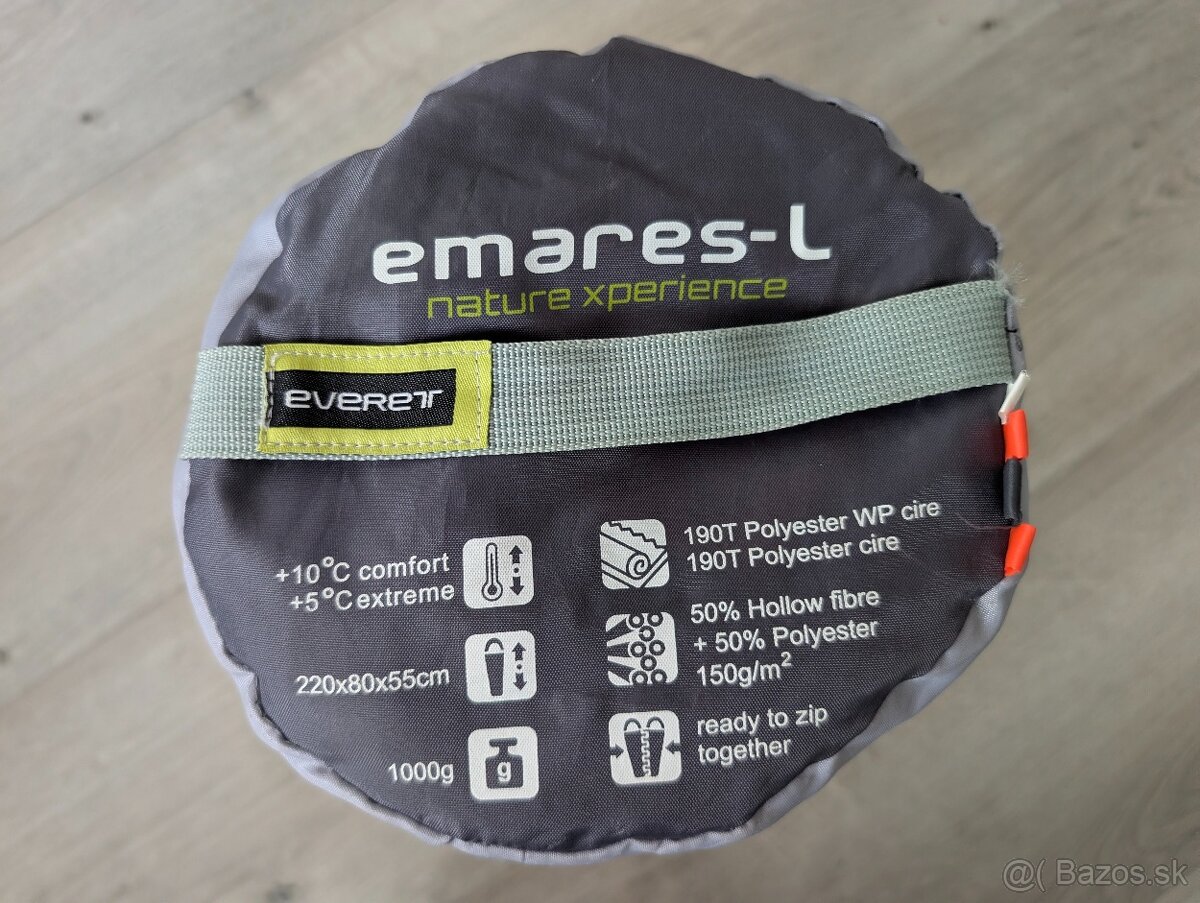 emares-L
nature xperience
everett
+10°C comfort
+5°C extreme
220x80x55cm
g
1000g
190T Polyester WP cire
190T Polyester cire
50% Hollow fibre
+ 50% Polyester
150g/m²
ready to zip
together
@( Bazos.sk